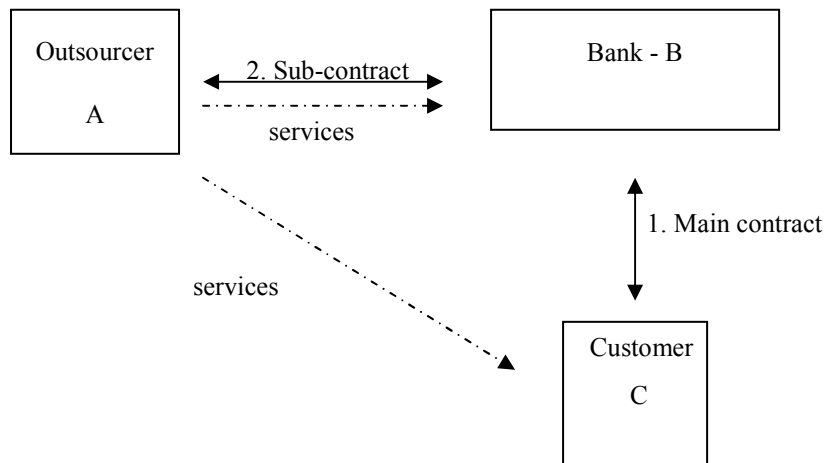 Outsourcer
A
2. Sub-contract
services
Bank - B
1. Main contract
services
Customer
C